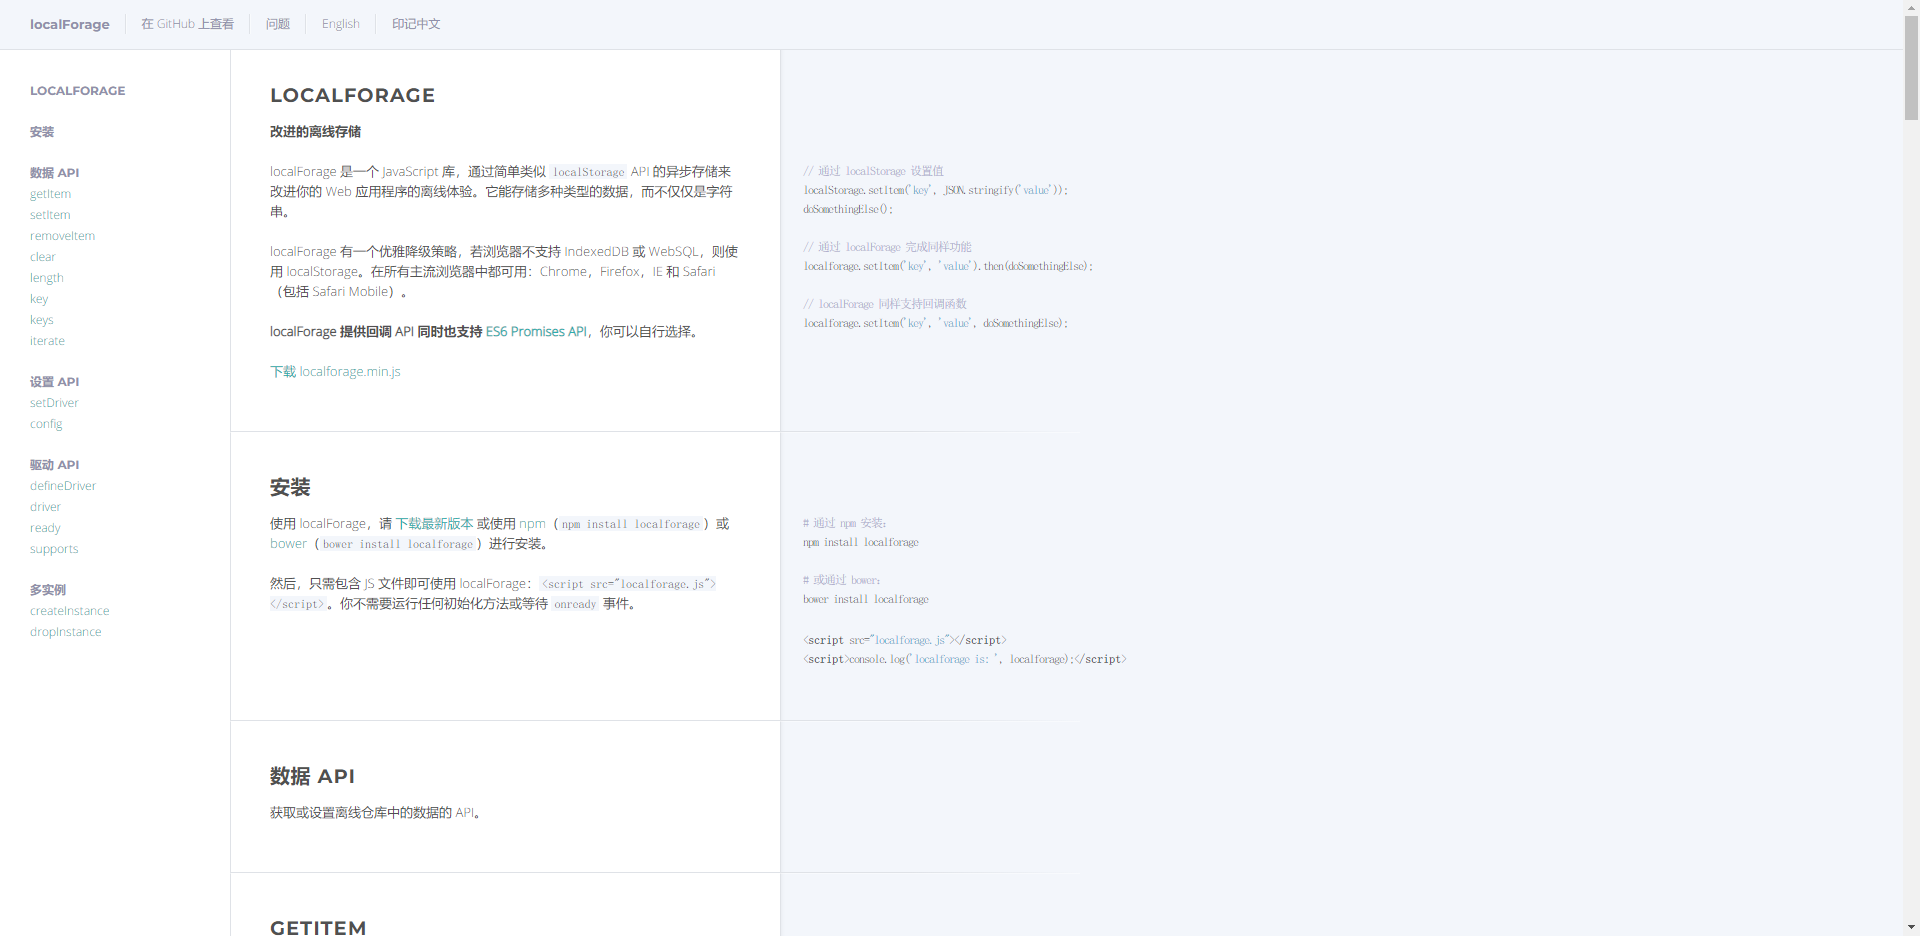 localForage
在 GitHub 上查看
问题
English
印记中文
LOCALFORAGE
安装
数据 API
getItem
setItem
removeItem
clear
length
key
keys
iterate
设置 API
setDriver
config
驱动 API
defineDriver
driver
ready
supports
多实例
createInstance
dropInstance
LOCALFORAGE
改进的离线存储
localForage 是一个 JavaScript 库，通过简单类似 localStorage API 的异步存储来
改进你的 Web 应用程序的离线体验。它能存储多种类型的数据，而不仅仅是字符
串。
localForage 有一个优雅降级策略，若浏览器不支持 IndexedDB 或 WebSQL，则使
用 localStorage。在所有主流浏览器中都可用：Chrome，Firefox，IE 和 Safari
（包括 Safari Mobile）。
localForage 提供回调 API 同时也支持 ES6 Promises API，你可以自行选择。
下载 localforage.min.js
// 通过 localStorage 设置值
localStorage.setItem('key', JSON.stringify('value'));
doSomethingElse();
// 通过 localForage 完成同样功能
localforage.setItem('key', 'value').then(doSomethingElse);
// localForage 同样支持回调函数
localforage.setItem('key', 'value', doSomethingElse);
安装
使用 localForage，请 下载最新版本 或使用 npm（npm install localforage）或
bower（bower install localforage）进行安装。
然后，只需包含 JS 文件即可使用 localForage：<script src="localforage.js">
</script>。你不需要运行任何初始化方法或等待 onready 事件。
# 通过 npm 安装：
npm install localforage
# 或通过 bower：
bower install localforage
<script src="localforage.js"></script>
<script>console.log('localforage is: ', localforage);</script>
数据 API
获取或设置离线仓库中的数据的 API。
GETITEM